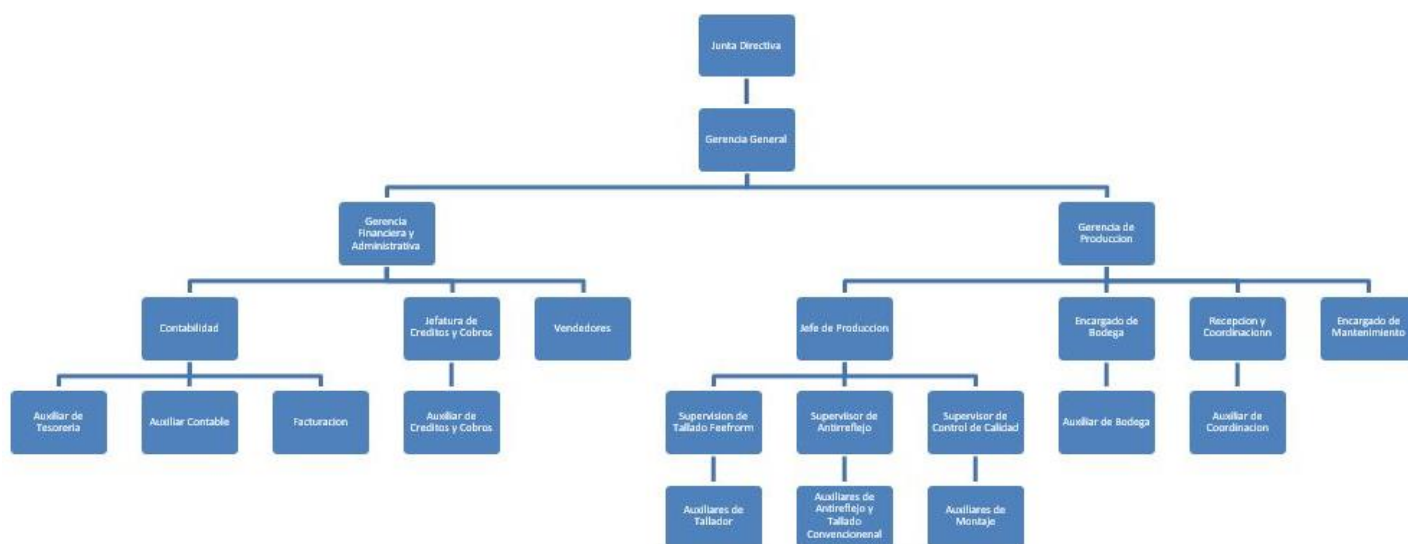 Junta Directiva
Gerencia General
Gerencia
Financiera y
Administrativa
Gerencia de
Produccion
Contabilidad
Jefatura de
Creditos y Cobros
Vendedores
Jefe de Produccion
Encargado de
Bodega
Recepcion y
Coordinacionn
Encargado de
Mantenimiento
Auxiliar de
Tesoreria
Auxiliar Contable
Facturacion
Auxiliar de
Creditos y Cobros
Supervision de
Tallado Feefrorm
Superviisor de
Antirreflejo
Supervisor de
Control de Calidad
Auxiliar de Bodega
Auxiliar de
Coordinacion
Auxiliares de
Tallador
Auxiliares de
Antireflejo y
Tallado
Convencionenal
Auxiliares de
Montaje